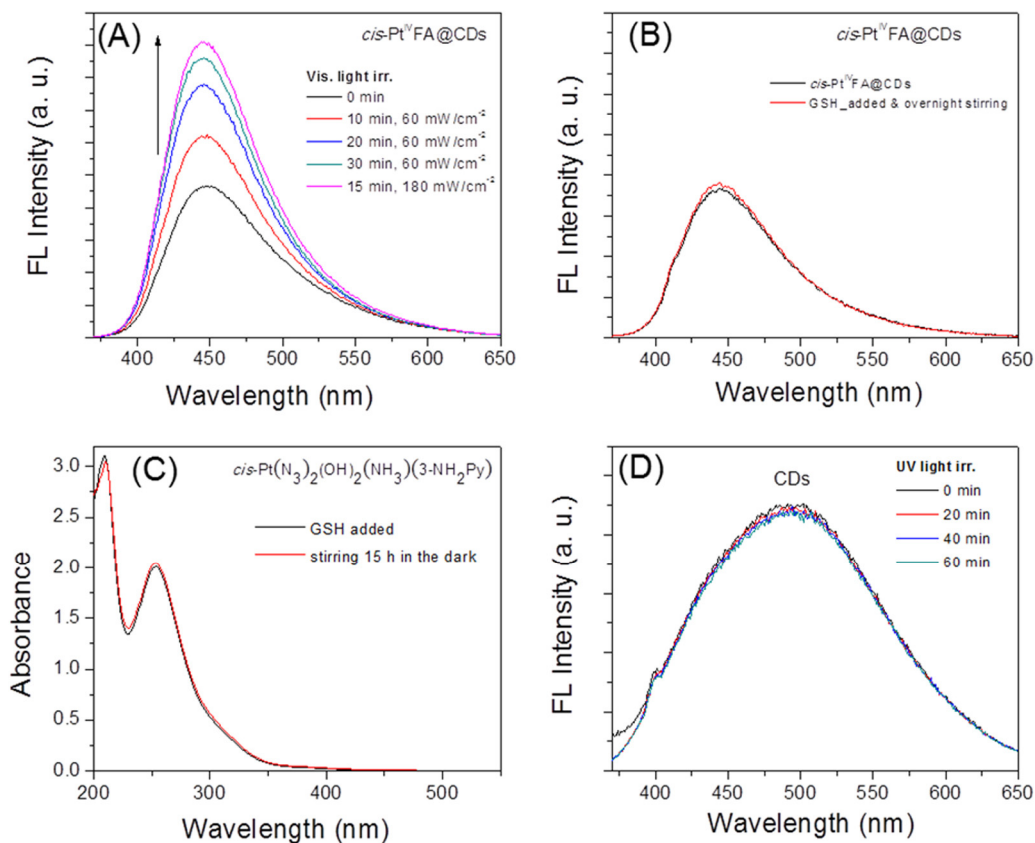 (A)
cis-Pt^IV FA@CDs
Vis. light irr.
0 min
10 min, 60 mW/cm⁻²
20 min, 60 mW/cm⁻²
30 min, 60 mW/cm⁻²
15 min, 180 mW/cm⁻²
FL Intensity (a. u.)
400 450 500 550 600 650
Wavelength (nm)
(B)
cis-Pt^IV FA@CDs
cis-Pt^IV FA@CDs
GSH_added & overnight stirring
FL Intensity (a. u.)
400 450 500 550 600 650
Wavelength (nm)
(C)
cis-Pt(N₃)₂(OH)₂(NH₃)(3-NH₂Py)
GSH added
stirring 15 h in the dark
Absorbance
3.0
2.5
2.0
1.5
1.0
0.5
0.0
200 300 400 500
Wavelength (nm)
(D)
CDs
UV light irr.
0 min
20 min
40 min
60 min
FL Intensity (a. u.)
400 450 500 550 600 650
Wavelength (nm)